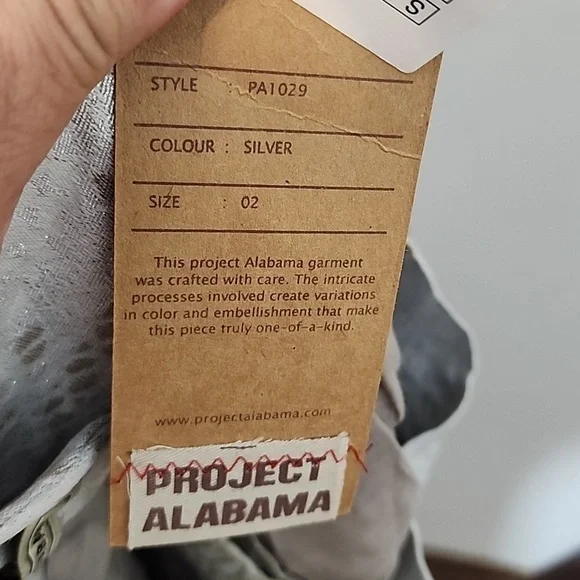 S
STYLE : PA1029
COLOUR : SILVER
SIZE : 02
This project Alabama garment
was crafted with care. The intricate
processes involved create variations
in color and embellishment that make
this piece truly one-of-a-kind.
www.projectalabama.com
PROJECT
ALABAMA